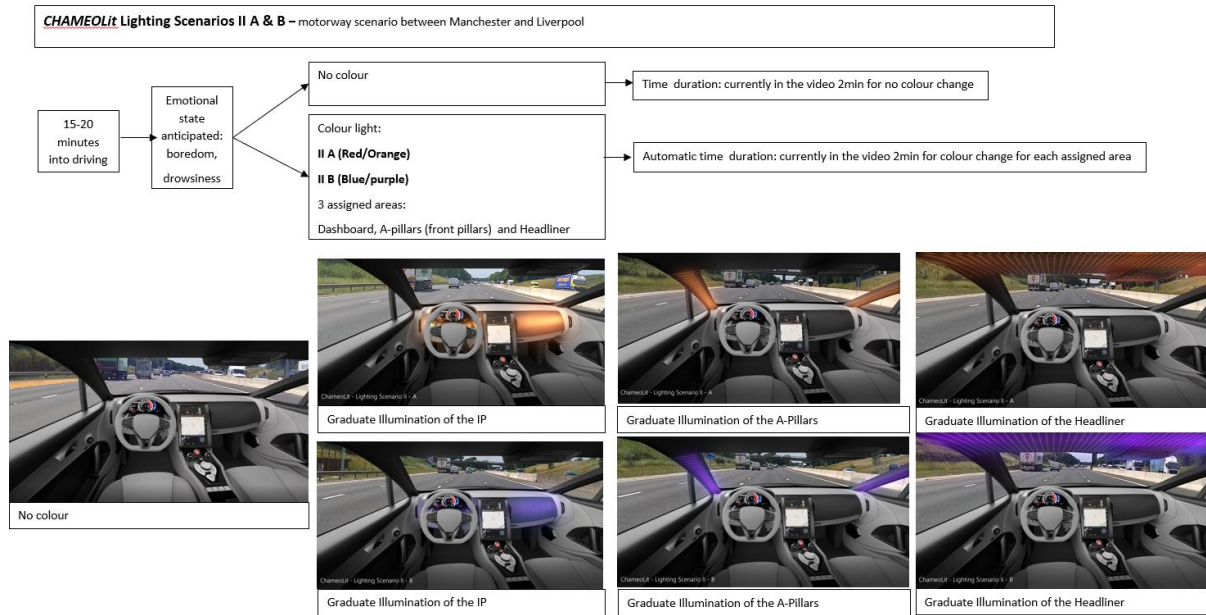 CHAMEOLit Lighting Scenarios II A & B – motorway scenario between Manchester and Liverpool
15-20
minutes
into driving
Emotional
state
anticipated:
boredom,
drowsiness
No colour
Time duration: currently in the video 2min for no colour change
Colour light:
II A (Red/Orange)
II B (Blue/purple)
3 assigned areas:
Dashboard, A-pillars (front pillars) and Headliner
Automatic time duration: currently in the video 2min for colour change for each assigned area
ChameoLit - Lighting Scenario II - A
Graduate Illumination of the IP
ChameoLit - Lighting Scenario II - A
Graduate Illumination of the A-Pillars
ChameoLit - Lighting Scenario II - A
Graduate Illumination of the Headliner
No colour
ChameoLit - Lighting Scenario II - B
Graduate Illumination of the IP
ChameoLit - Lighting Scenario II - B
Graduate Illumination of the A-Pillars
ChameoLit - Lighting Scenario II - B
Graduate Illumination of the Headliner